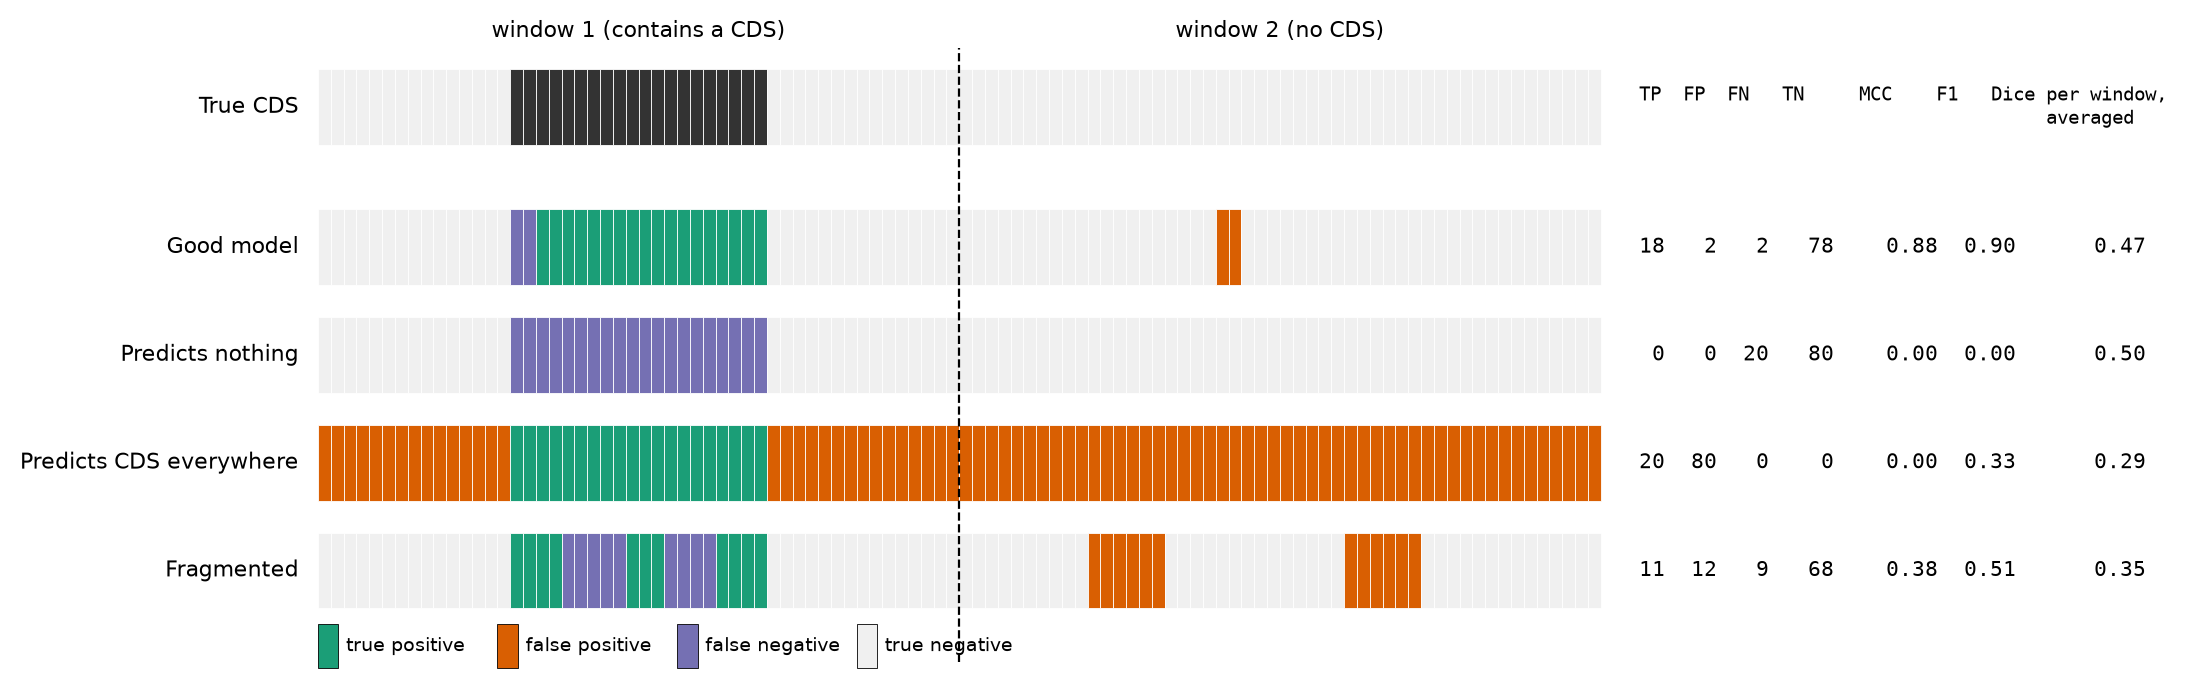 window 1 (contains a CDS) window 2 (no CDS)
True CDS TP FP FN TN MCC F1 Dice per window,
averaged
Good model 18 2 2 78 0.88 0.90 0.47
Predicts nothing 0 0 20 80 0.00 0.00 0.50
Predicts CDS everywhere 20 80 0 0 0.00 0.33 0.29
Fragmented 11 12 9 68 0.38 0.51 0.35
true positive false positive false negative true negative